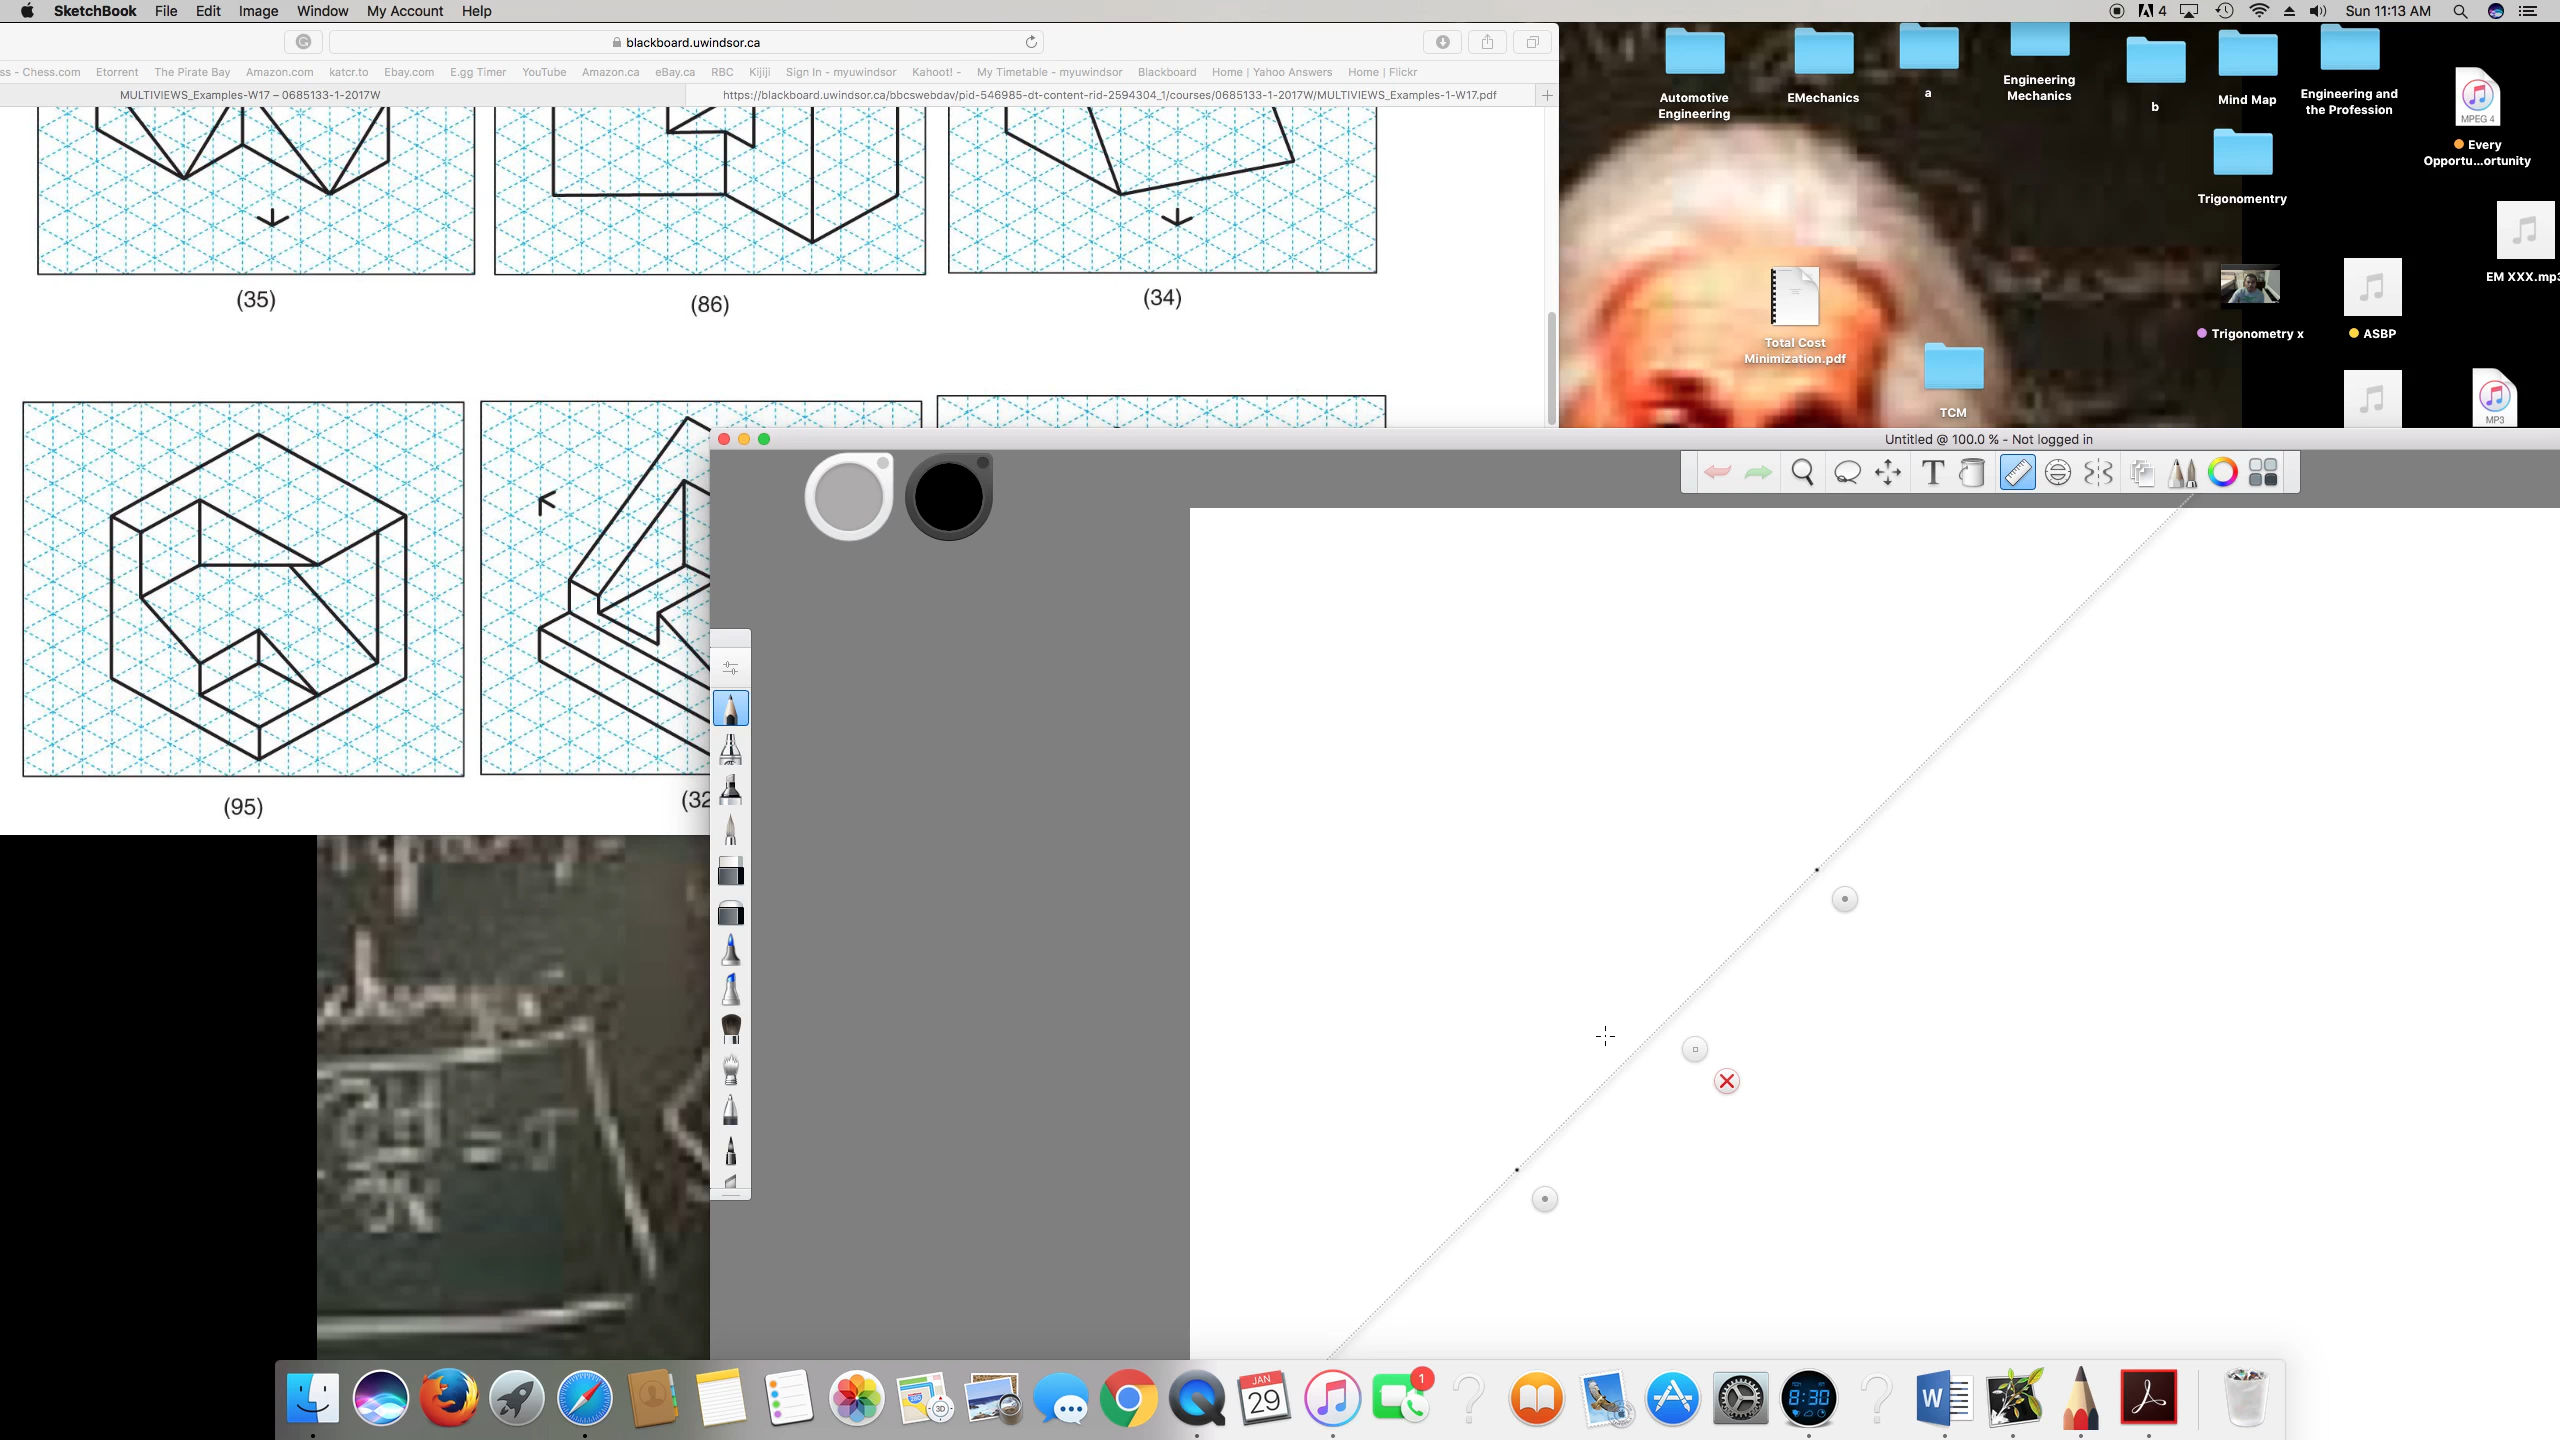 SketchBook File Edit Image Window My Account Help
4 Sun 11:13 AM
blackboard.uwindsor.ca
ss - Chess.com Etorrent The Pirate Bay Amazon.com katcr.to Ebay.com E.gg Timer YouTube Amazon.ca eBay.ca RBC Kijiji Sign In - myuwindsor Kahoot! - My Timetable - myuwindsor Blackboard Home | Yahoo Answers Home | Flickr
MULTIVIEWS_Examples-W17 – 0685133-1-2017W
https://blackboard.uwindsor.ca/bbcswebdav/pid-546985-dt-content-rid-2594304_1/courses/0685133-1-2017W/MULTIVIEWS_Examples-1-W17.pdf
(35)
(86)
(34)
(95)
(32
Automotive
Engineering
EMechanics
a
Engineering
Mechanics
b
Mind Map
Engineering and
the Profession
MPEG 4
Every
Opportu...ortunity
Trigonomentry
EM XXX.mp3
Total Cost
Minimization.pdf
Trigonometry x
ASBP
TCM
MP3
Untitled @ 100.0 % - Not logged in
T
3D
JAN
29
1
8:30
W